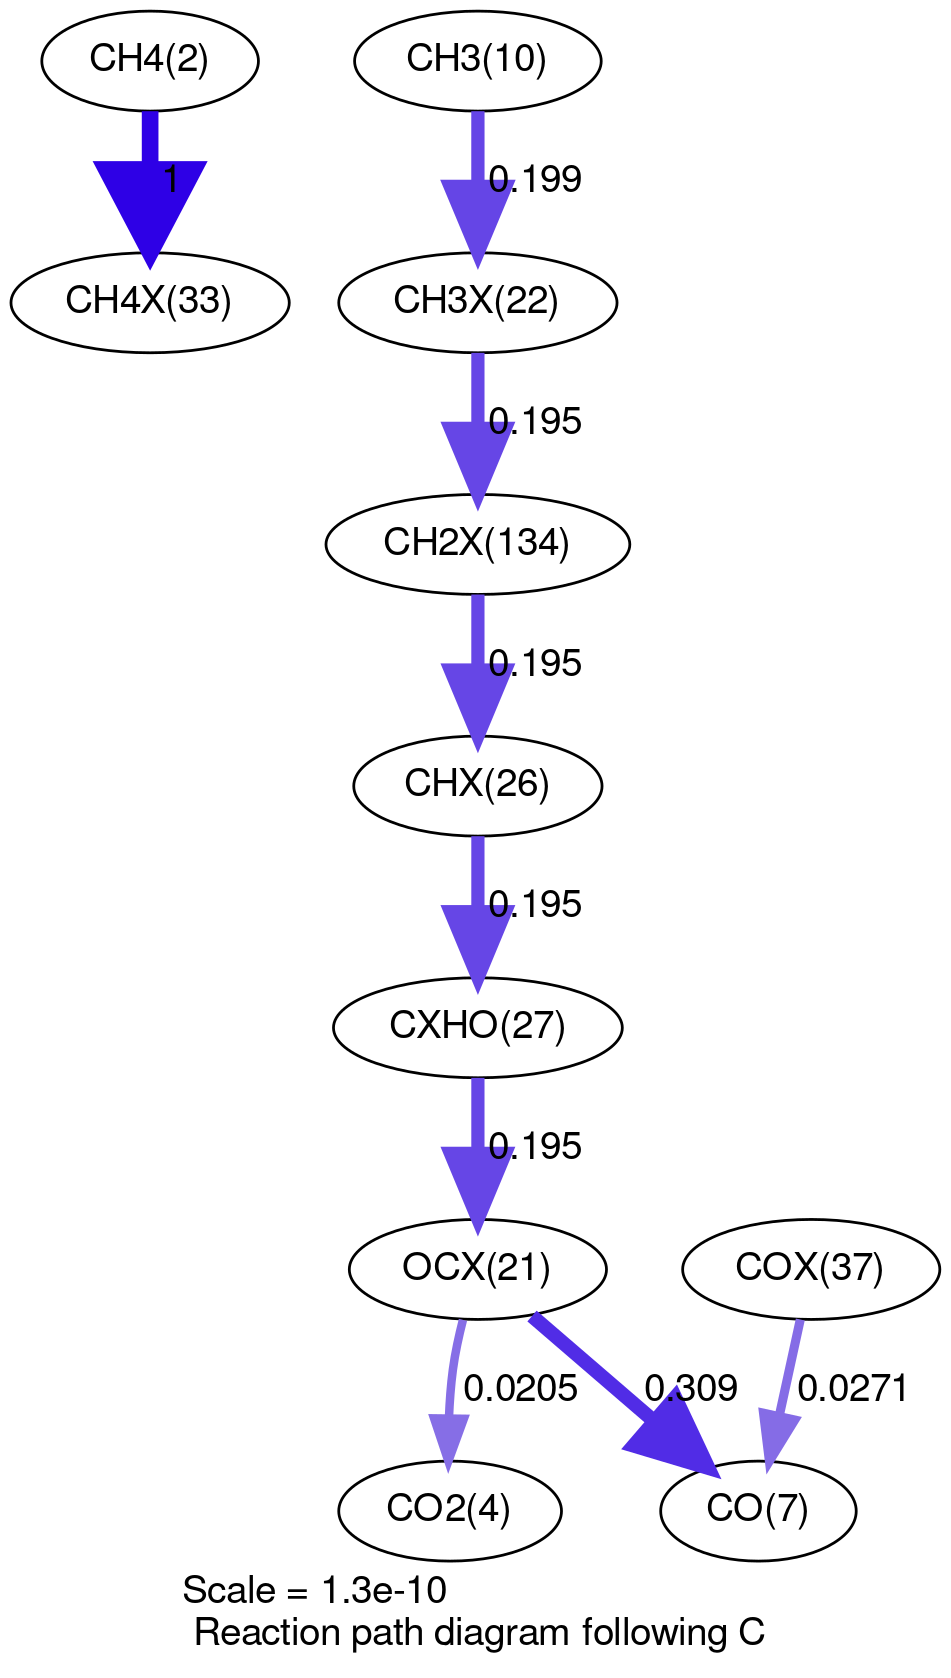 CH4(2)
CH3(10)
1
0.199
CH4X(33)
CH3X(22)
0.195
CH2X(134)
0.195
CHX(26)
0.195
CXHO(27)
0.195
OCX(21)
COX(37)
0.0205
0.309
0.0271
CO2(4)
CO(7)
Scale = 1.3e-10
Reaction path diagram following C